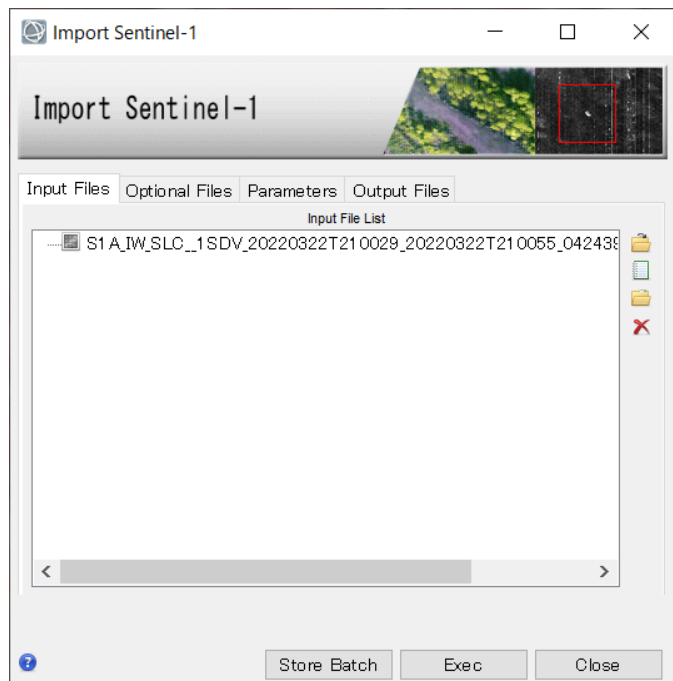 Import Sentinel-1
Import Sentinel-1
Input Files Optional Files Parameters Output Files
Input File List
S1A_IW_SLC__1SDV_20220322T210029_20220322T210055_042439
Store Batch Exec Close